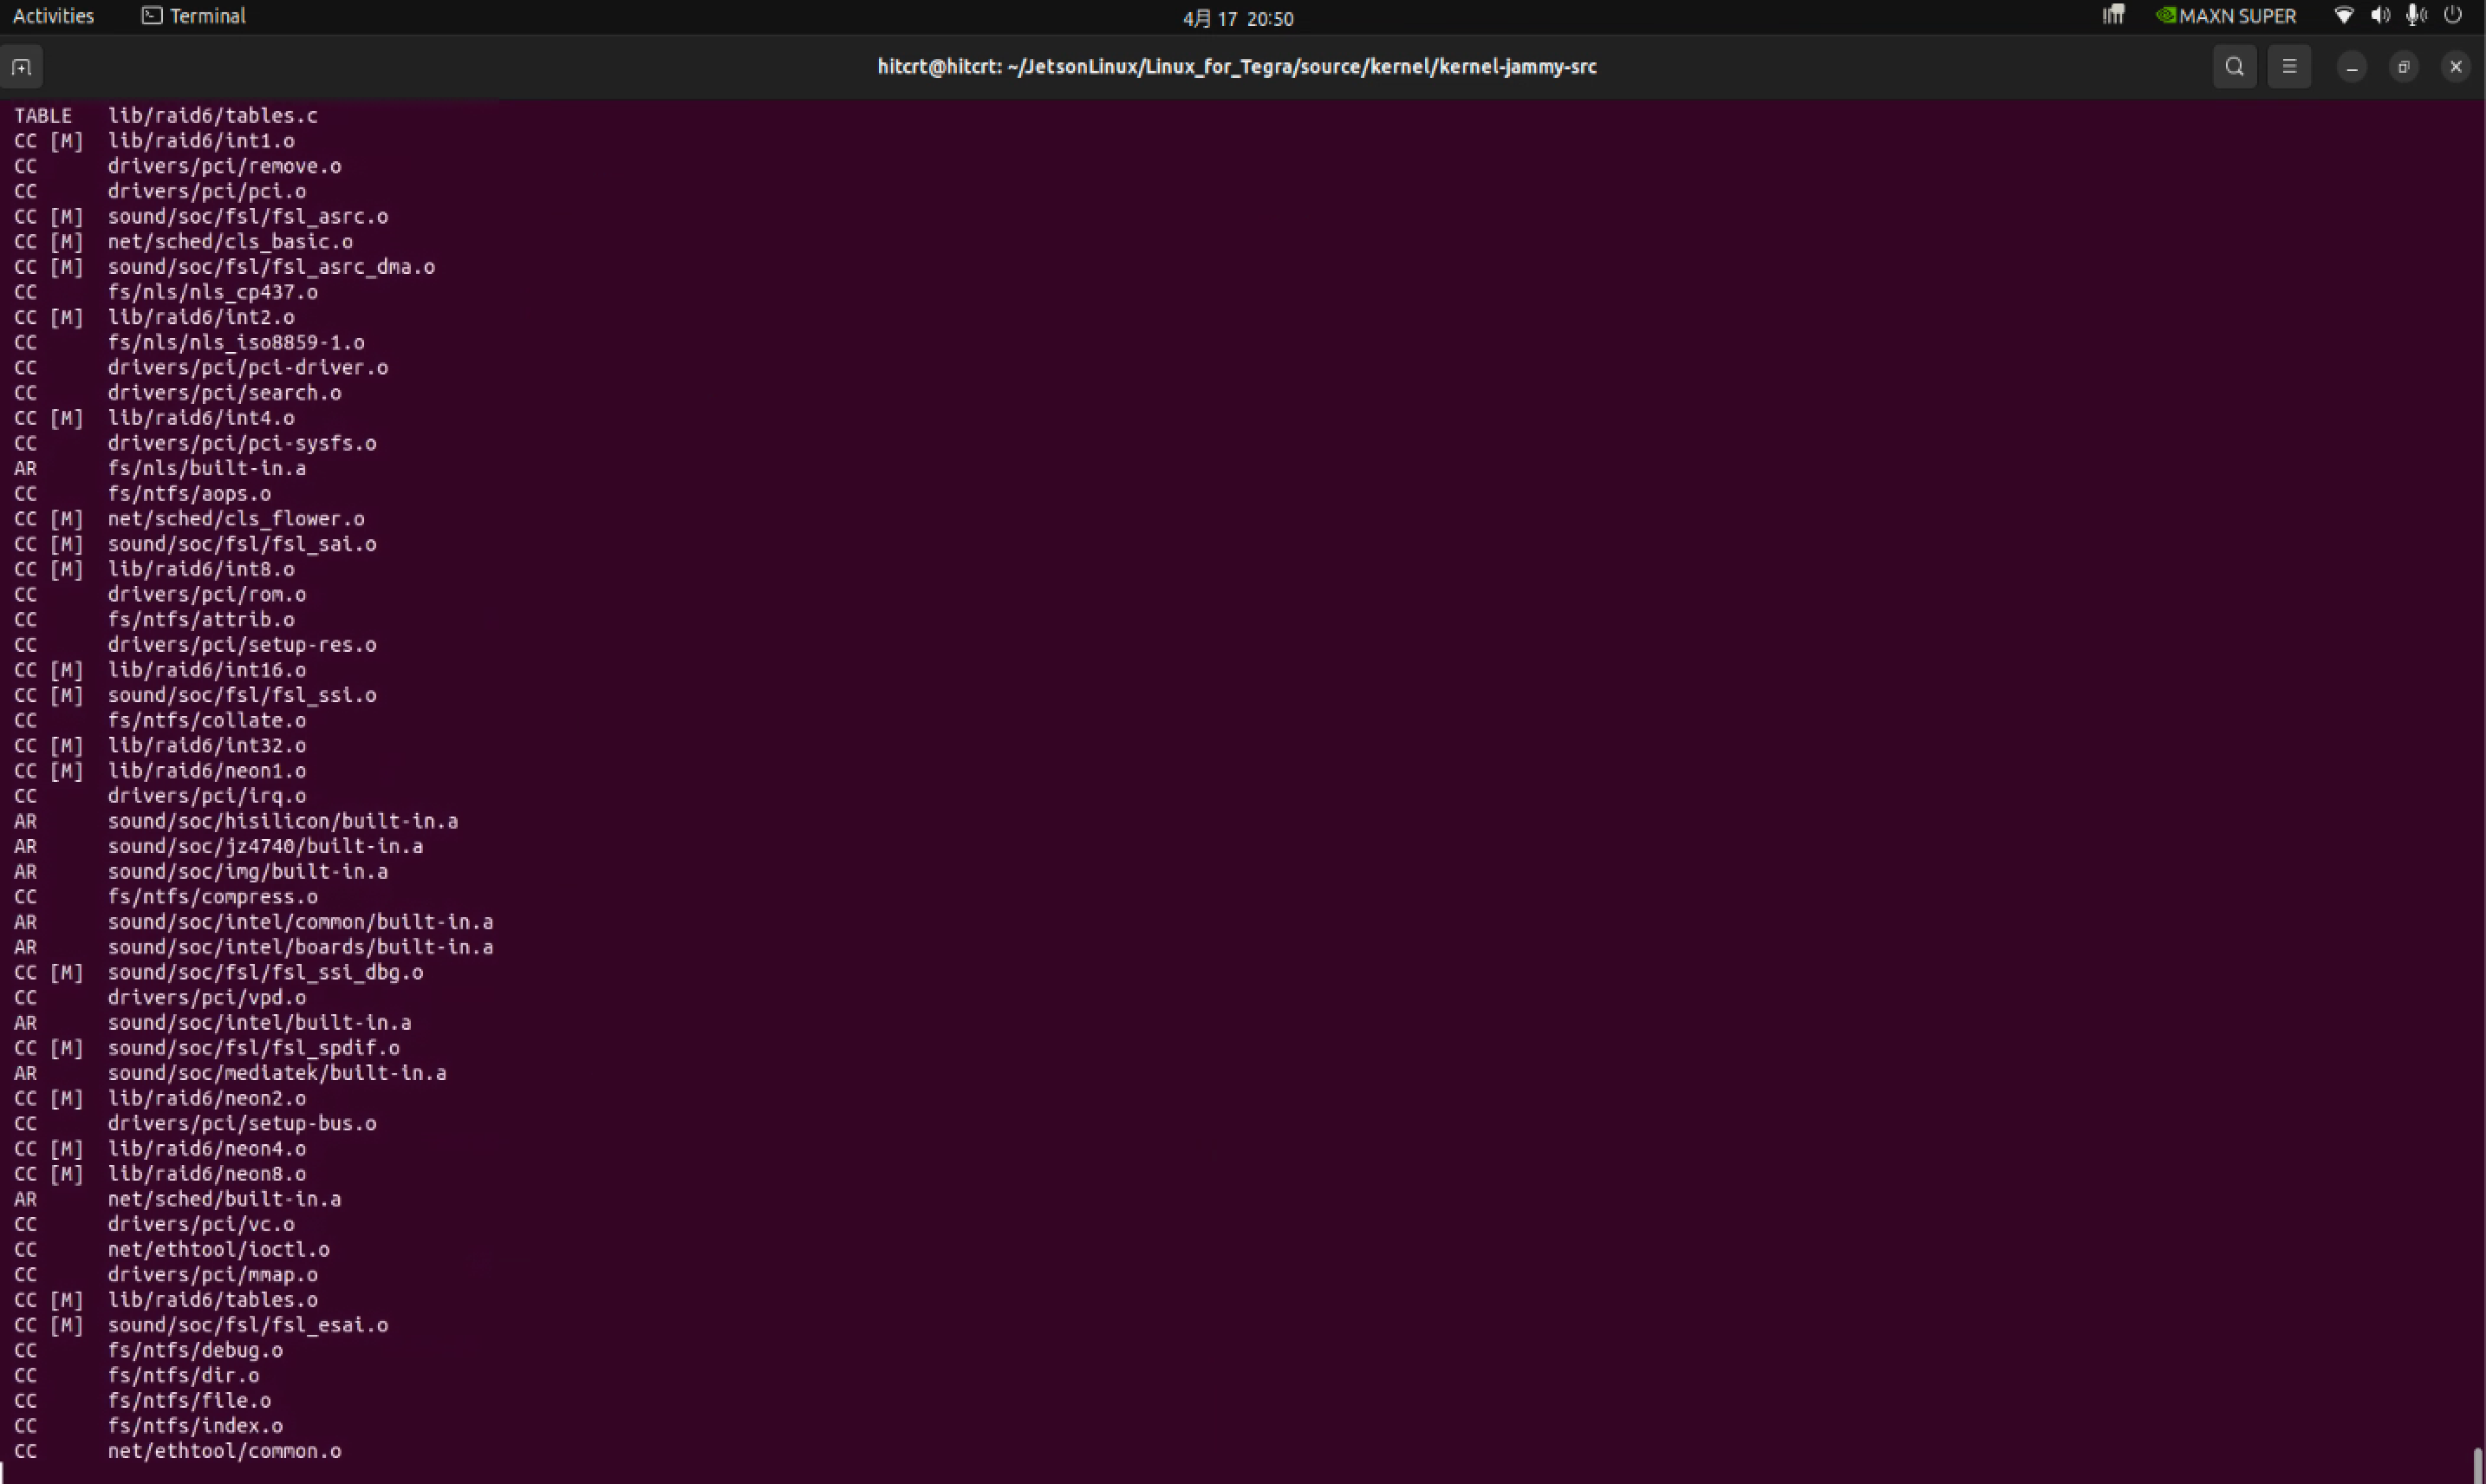 Activities Terminal 4月 17 20:50 MAXN SUPER
hitcrt@hitcrt: ~/JetsonLinux/Linux_for_Tegra/source/kernel/kernel-jammy-src
TABLE lib/raid6/tables.c
CC [M] lib/raid6/int1.o
CC drivers/pci/remove.o
CC drivers/pci/pci.o
CC [M] sound/soc/fsl/fsl_asrc.o
CC [M] net/sched/cls_basic.o
CC [M] sound/soc/fsl/fsl_asrc_dma.o
CC fs/nls/nls_cp437.o
CC [M] lib/raid6/int2.o
CC fs/nls/nls_iso8859-1.o
CC drivers/pci/pci-driver.o
CC drivers/pci/search.o
CC [M] lib/raid6/int4.o
CC drivers/pci/pci-sysfs.o
AR fs/nls/built-in.a
CC fs/ntfs/aops.o
CC [M] net/sched/cls_flower.o
CC [M] sound/soc/fsl/fsl_sai.o
CC [M] lib/raid6/int8.o
CC drivers/pci/rom.o
CC fs/ntfs/attrib.o
CC drivers/pci/setup-res.o
CC [M] lib/raid6/int16.o
CC [M] sound/soc/fsl/fsl_ssi.o
CC fs/ntfs/collate.o
CC [M] lib/raid6/int32.o
CC [M] lib/raid6/neon1.o
CC drivers/pci/irq.o
AR sound/soc/hisilicon/built-in.a
AR sound/soc/jz4740/built-in.a
AR sound/soc/img/built-in.a
CC fs/ntfs/compress.o
AR sound/soc/intel/common/built-in.a
AR sound/soc/intel/boards/built-in.a
CC [M] sound/soc/fsl/fsl_ssi_dbg.o
CC drivers/pci/vpd.o
AR sound/soc/intel/built-in.a
CC [M] sound/soc/fsl/fsl_spdif.o
AR sound/soc/mediatek/built-in.a
CC [M] lib/raid6/neon2.o
CC drivers/pci/setup-bus.o
CC [M] lib/raid6/neon4.o
CC [M] lib/raid6/neon8.o
AR net/sched/built-in.a
CC drivers/pci/vc.o
CC net/ethtool/ioctl.o
CC drivers/pci/mmap.o
CC [M] lib/raid6/tables.o
CC [M] sound/soc/fsl/fsl_esai.o
CC fs/ntfs/debug.o
CC fs/ntfs/dir.o
CC fs/ntfs/file.o
CC fs/ntfs/index.o
CC net/ethtool/common.o